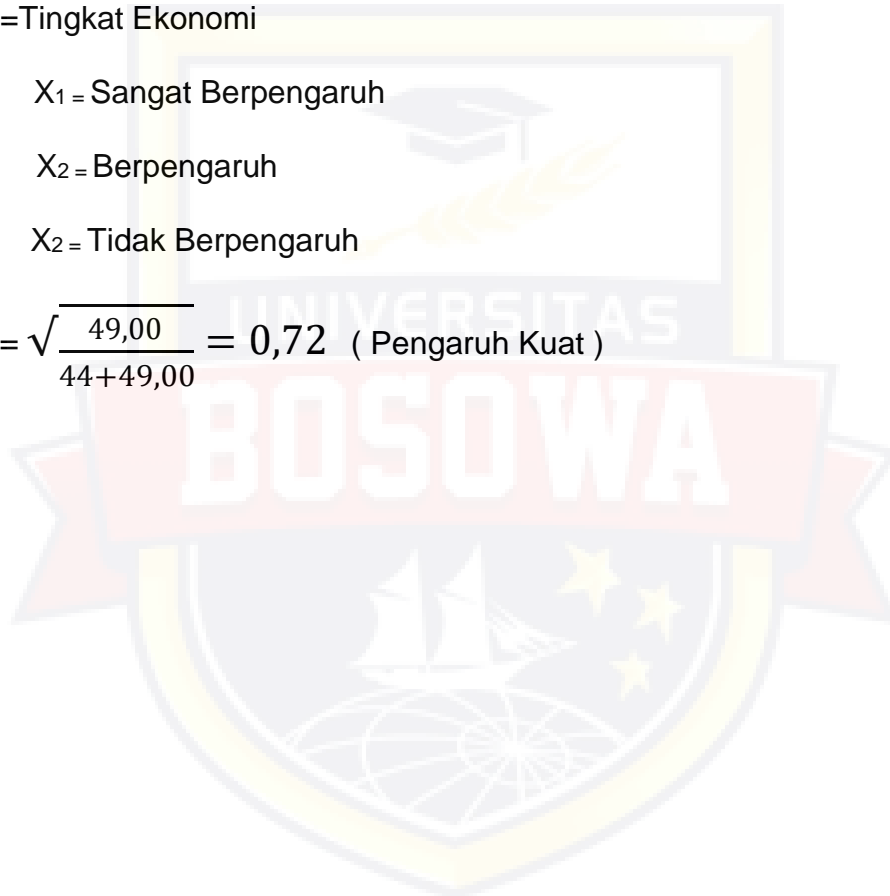 =Tingkat Ekonomi
X₁ = Sangat Berpengaruh
X₂ = Berpengaruh
X₂ = Tidak Berpengaruh
= √(49,00 / 44+49,00) = 0,72 ( Pengaruh Kuat )
UNIVERSITAS
BOSOWA